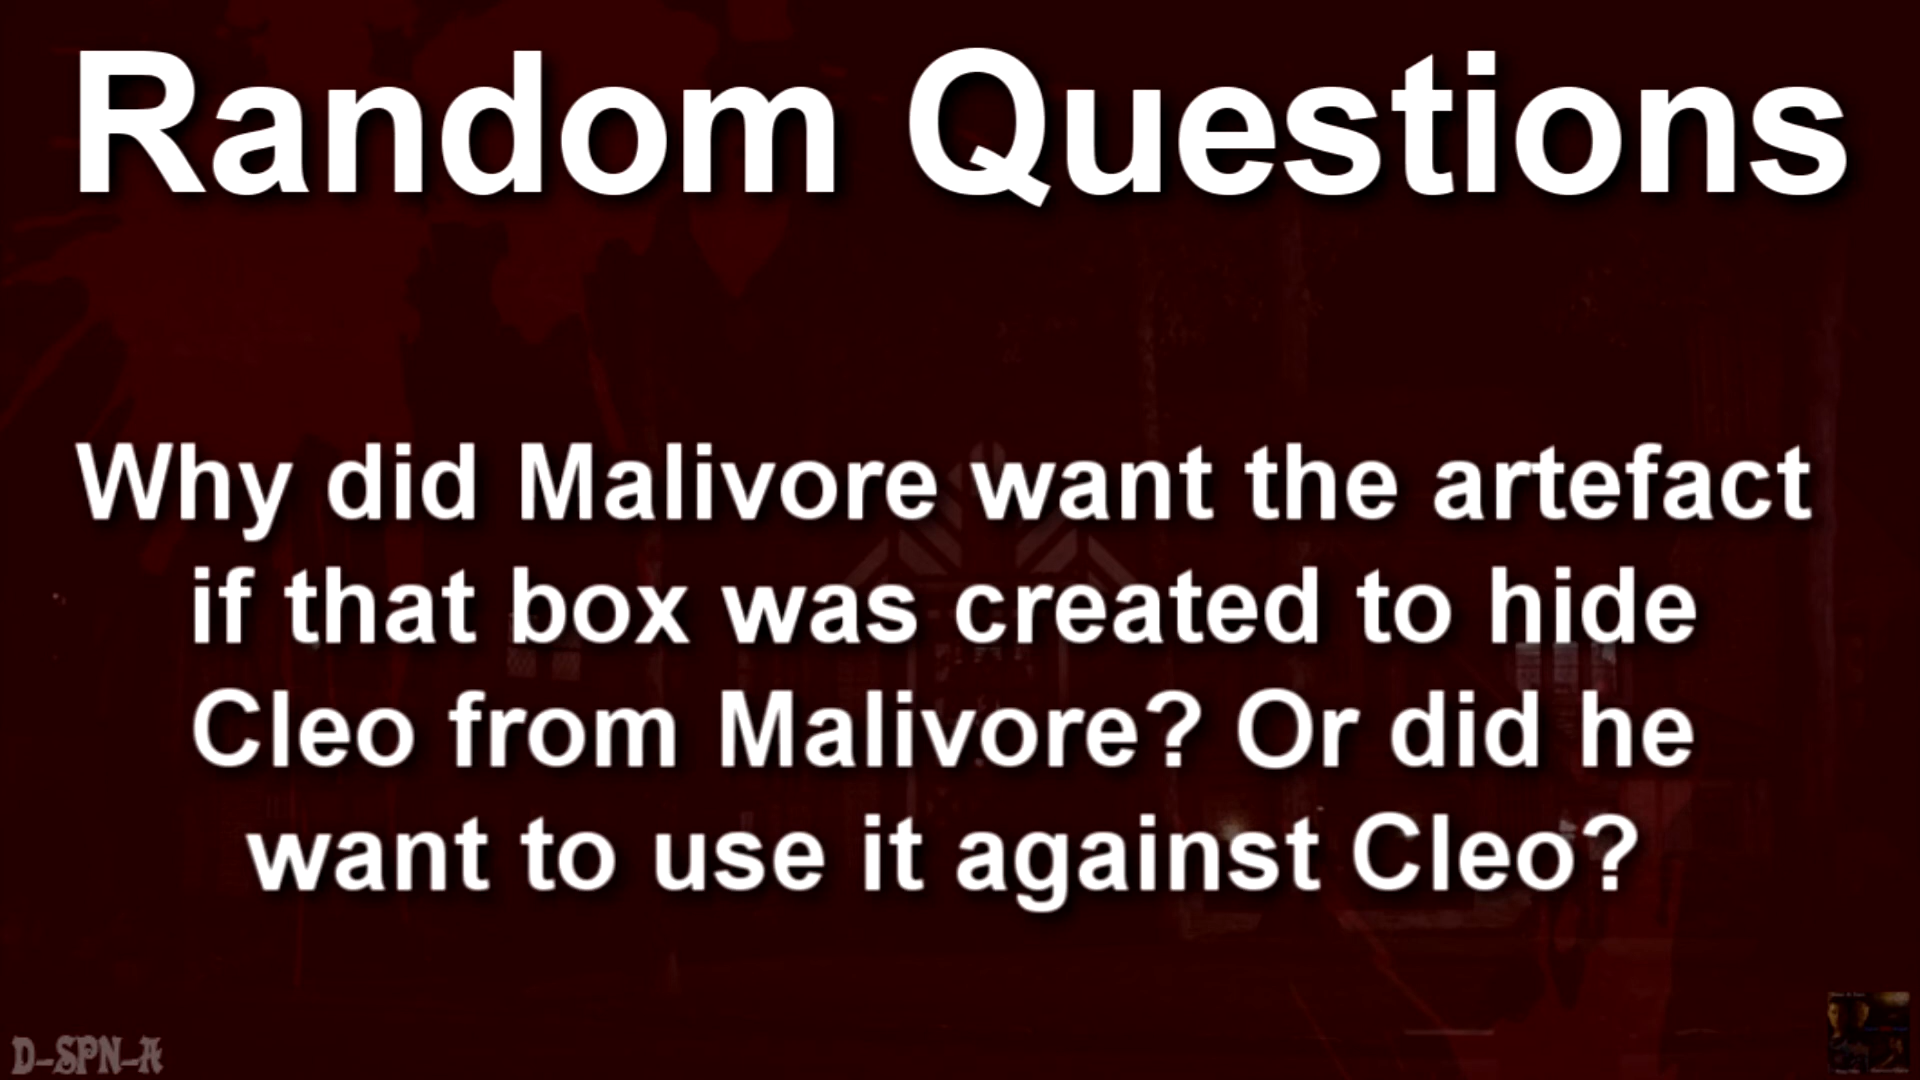 Random Questions
Why did Malivore want the artefact
if that box was created to hide
Cleo from Malivore? Or did he
want to use it against Cleo?
D-SPN-A